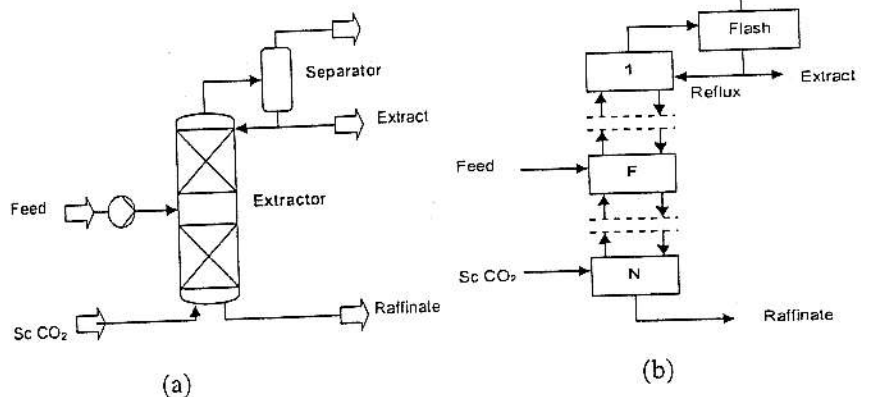 Separator
Extract
Feed
Extractor
Sc CO₂
Raffinate
(a)
Flash
1
Reflux
Extract
Feed
F
Sc CO₂
N
Raffinate
(b)